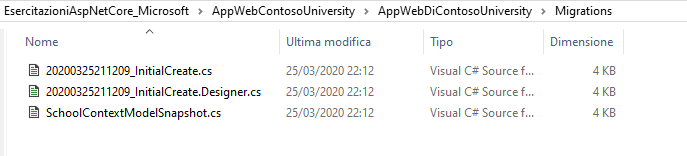 EsercitazioniAspNetCore_Microsoft > AppWebContosoUniversity > AppWebDiContosoUniversity > Migrations
Nome Ultima modifica Tipo Dimensione
20200325211209_InitialCreate.cs 25/03/2020 22:12 Visual C# Source f... 4 KB
20200325211209_InitialCreate.Designer.cs 25/03/2020 22:12 Visual C# Source f... 4 KB
SchoolContextModelSnapshot.cs 25/03/2020 22:12 Visual C# Source f... 4 KB